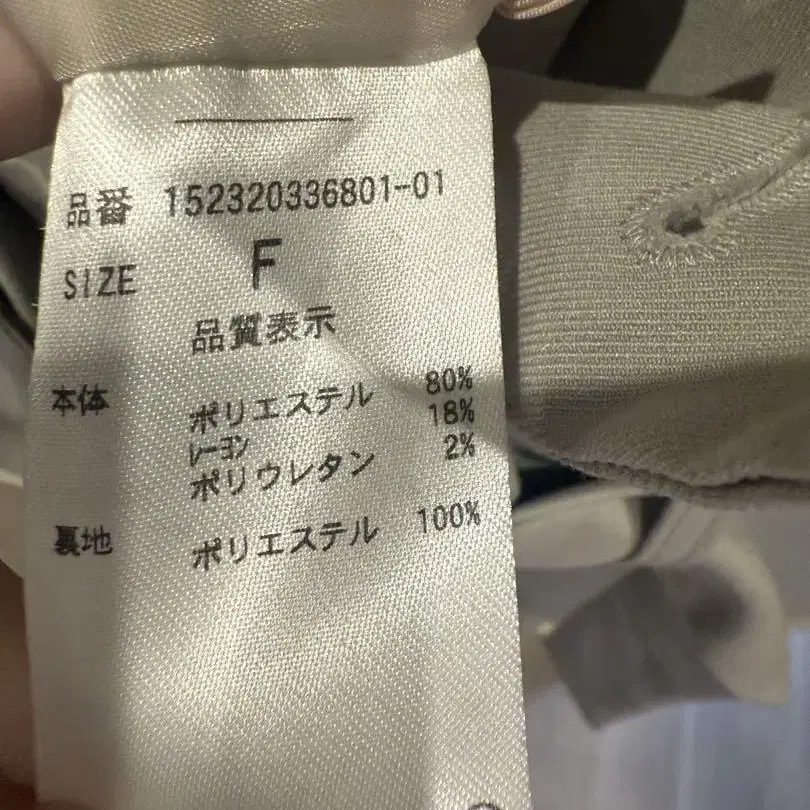 品番 152320336801-01
SIZE F
品質表示
本体 ポリエステル 80%
レーヨン 18%
ポリウレタン 2%
裏地 ポリエステル 100%